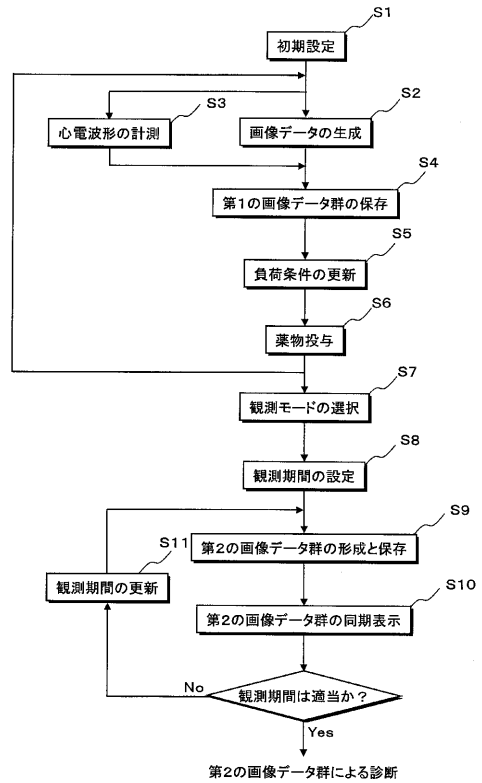 S1
初期設定
S2
S3
心電波形の計測
画像データの生成
S4
第1の画像データ群の保存
S5
負荷条件の更新
S6
薬物投与
S7
観測モードの選択
S8
観測期間の設定
S9
S11
第2の画像データ群の形成と保存
観測期間の更新
S10
第2の画像データ群の同期表示
No
観測期間は適当か?
Yes
第2の画像データ群による診断